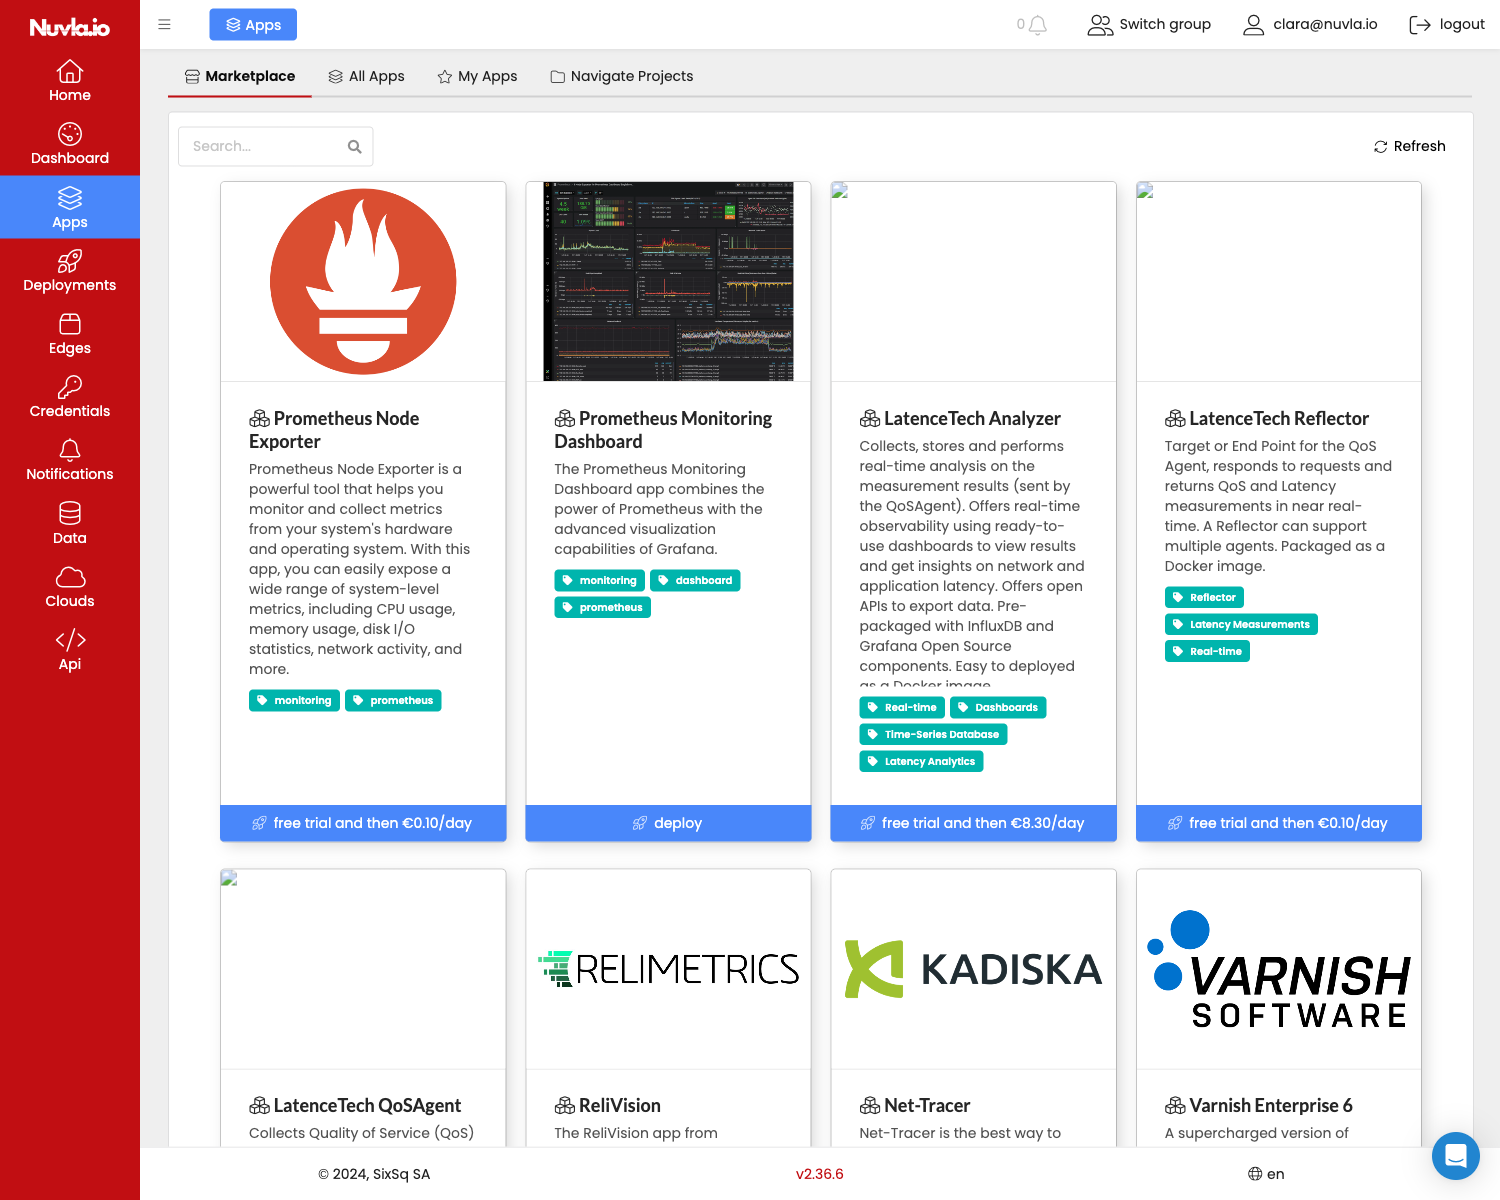 Nuvla.io
Apps
0
Switch group
clara@nuvla.io
logout
Home
Dashboard
Apps
Deployments
Edges
Credentials
Notifications
Data
Clouds
Api
Marketplace
All Apps
My Apps
Navigate Projects
Search...
Refresh
Prometheus Node
Exporter
Prometheus Node Exporter is a
powerful tool that helps you
monitor and collect metrics
from your system's hardware
and operating system. With this
app, you can easily expose a
wide range of system-level
metrics, including CPU usage,
memory usage, disk I/O
statistics, network activity, and
more.
monitoring
prometheus
free trial and then €0.10/day
Prometheus Monitoring
Dashboard
The Prometheus Monitoring
Dashboard app combines the
power of Prometheus with the
advanced visualization
capabilities of Grafana.
monitoring
dashboard
prometheus
deploy
LatenceTech Analyzer
Collects, stores and performs
real-time analysis on the
measurement results (sent by
the QoSAgent). Offers real-time
observability using ready-to-
use dashboards to view results
and get insights on network and
application latency. Offers open
APIs to export data. Pre-
packaged with InfluxDB and
Grafana Open Source
components. Easy to deployed
as a Docker image
Real-time
Dashboards
Time-Series Database
Latency Analytics
free trial and then €8.30/day
LatenceTech Reflector
Target or End Point for the QoS
Agent, responds to requests and
returns QoS and Latency
measurements in near real-
time. A Reflector can support
multiple agents. Packaged as a
Docker image.
Reflector
Latency Measurements
Real-time
free trial and then €0.10/day
LatenceTech QoSAgent
Collects Quality of Service (QoS)
RELIMETRICS
ReliVision
The ReliVision app from
KADISKA
Net-Tracer
Net-Tracer is the best way to
VARNISH
SOFTWARE
Varnish Enterprise 6
A supercharged version of
© 2024, SixSq SA
v2.36.6
en